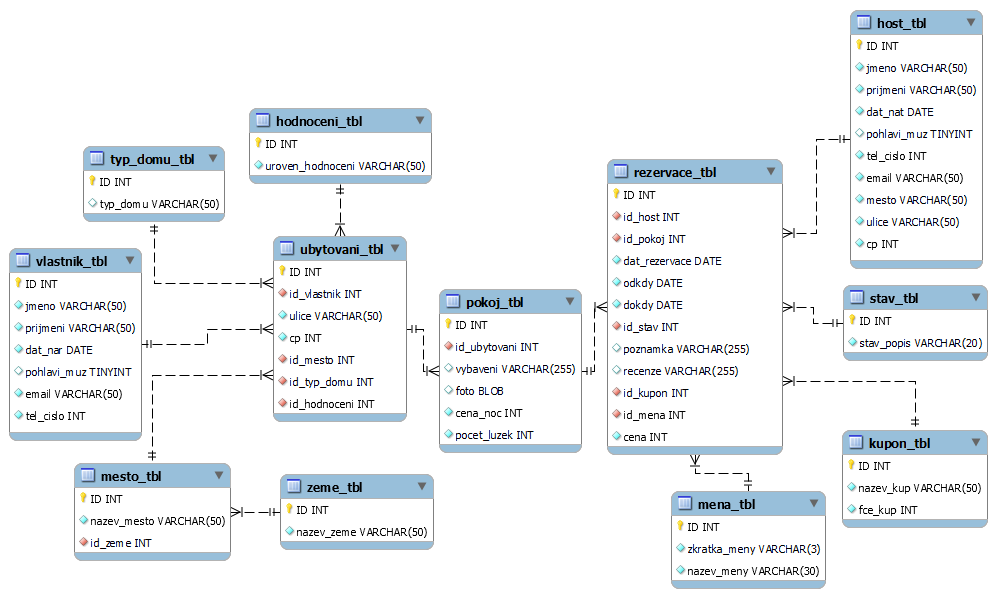 host_tbl
ID INT
jmeno VARCHAR(50)
prijmeni VARCHAR(50)
dat_nat DATE
pohlavi_muz TINYINT
tel_cislo INT
email VARCHAR(50)
mesto VARCHAR(50)
ulice VARCHAR(50)
cp INT
hodnoceni_tbl
ID INT
uroven_hodnoceni VARCHAR(50)
typ_domu_tbl
ID INT
typ_domu VARCHAR(50)
rezervace_tbl
ID INT
id_host INT
id_pokoj INT
dat_rezervace DATE
odkdy DATE
dokdy DATE
id_stav INT
poznamka VARCHAR(255)
recenze VARCHAR(255)
id_kupon INT
id_mena INT
cena INT
vlastnik_tbl
ID INT
jmeno VARCHAR(50)
prijmeni VARCHAR(50)
dat_nar DATE
pohlavi_muz TINYINT
email VARCHAR(50)
tel_cislo INT
ubytovani_tbl
ID INT
id_vlastnik INT
ulice VARCHAR(50)
cp INT
id_mesto INT
id_typ_domu INT
id_hodnoceni INT
pokoj_tbl
ID INT
id_ubytovani INT
vybaveni VARCHAR(255)
foto BLOB
cena_noc INT
pocet_luzek INT
stav_tbl
ID INT
stav_popis VARCHAR(20)
kupon_tbl
ID INT
nazev_kup VARCHAR(50)
fce_kup INT
mesto_tbl
ID INT
nazev_mesto VARCHAR(50)
id_zeme INT
zeme_tbl
ID INT
nazev_zeme VARCHAR(50)
mena_tbl
ID INT
zkratka_meny VARCHAR(3)
nazev_meny VARCHAR(30)